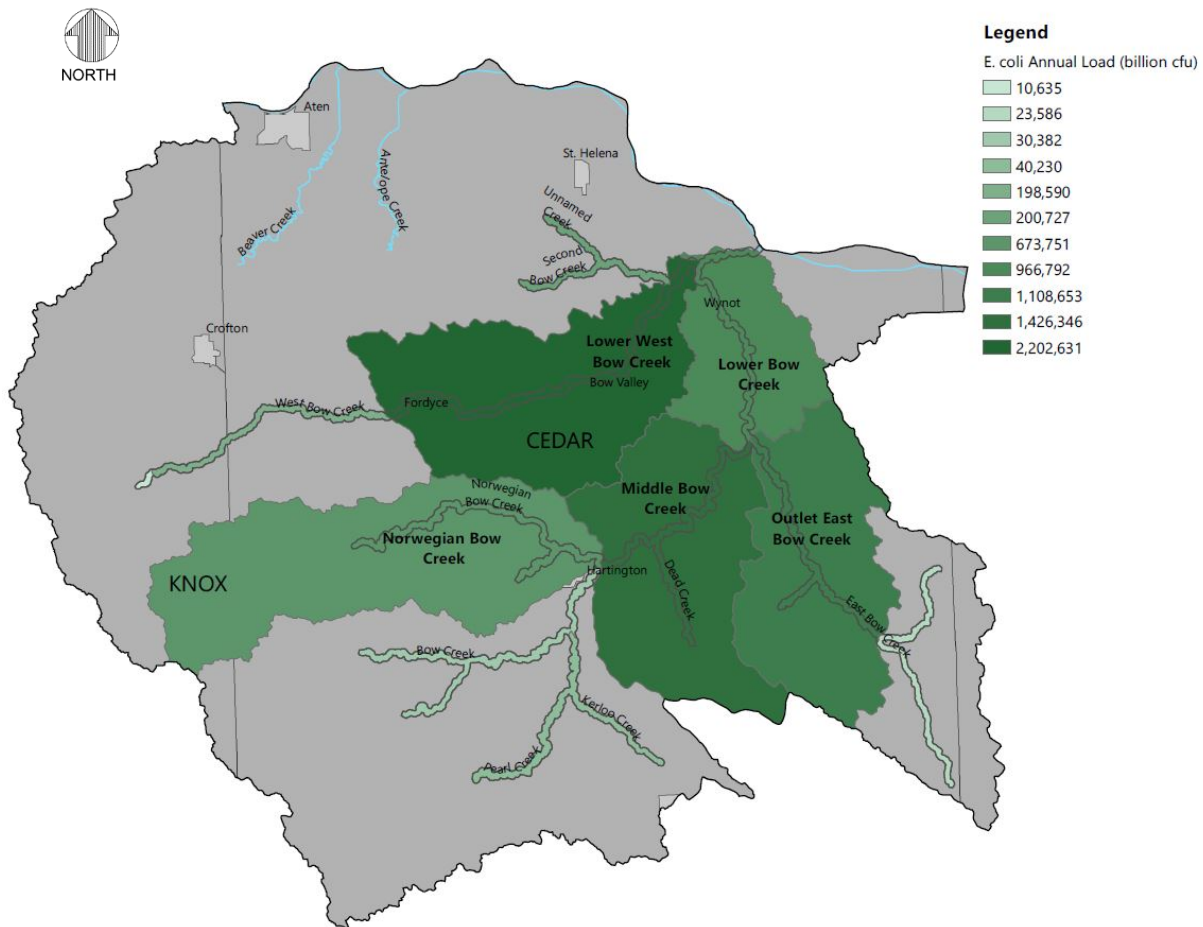 NORTH
Legend
E. coli Annual Load (billion cfu)
10,635
23,586
30,382
40,230
198,590
200,727
673,751
966,792
1,108,653
1,426,346
2,202,631
Aten
Beaver Creek
Antelope Creek
St. Helena
Unnamed
Creek
Second
Bow Creek
Crofton
Wynot
Lower West
Bow Creek
Bow Valley
Lower Bow
Creek
Fordyce
West Bow Creek
CEDAR
Norwegian
Bow Creek
Middle Bow
Creek
Norwegian Bow
Creek
Outlet East
Bow Creek
KNOX
Hartington
Dead Creek
East Bow Creek
Bow Creek
Kerloo Creek
Pearl Creek